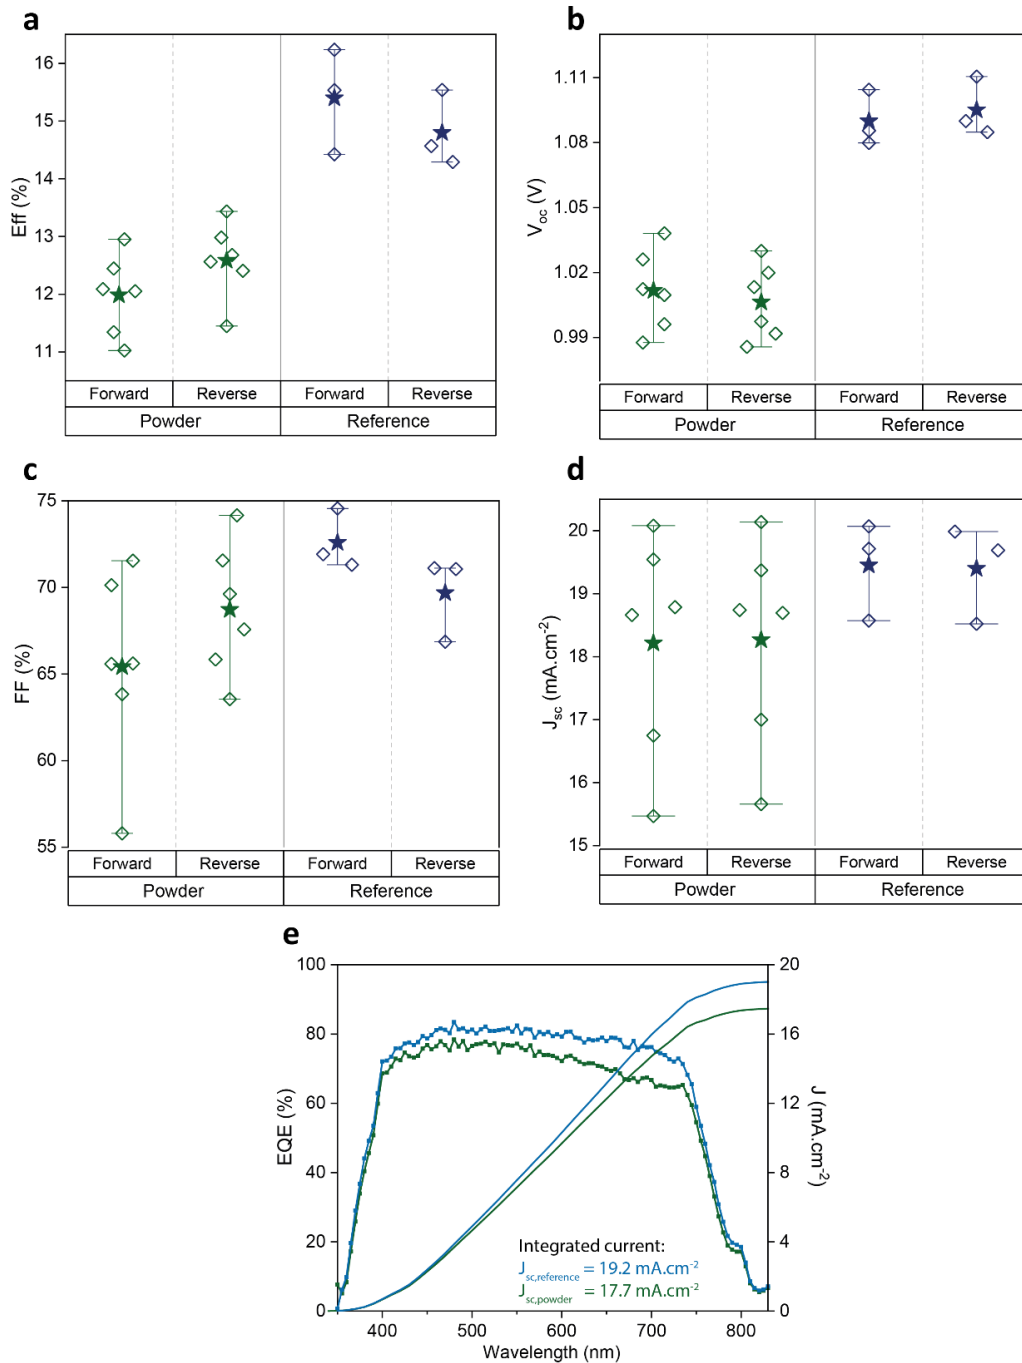 a
Eff (%)
16
15
14
13
12
11
Forward Reverse Forward Reverse
Powder Reference
b
V_oc (V)
1.11
1.08
1.05
1.02
0.99
Forward Reverse Forward Reverse
Powder Reference
c
FF (%)
75
70
65
60
55
Forward Reverse Forward Reverse
Powder Reference
d
J_sc (mA.cm⁻²)
20
19
18
17
16
15
Forward Reverse Forward Reverse
Powder Reference
e
EQE (%)
100
80
60
40
20
0
20
16
12
8
4
0
J (mA.cm⁻²)
Integrated current:
J_sc,reference = 19.2 mA.cm⁻²
J_sc,powder = 17.7 mA.cm⁻²
400 500 600 700 800
Wavelength (nm)